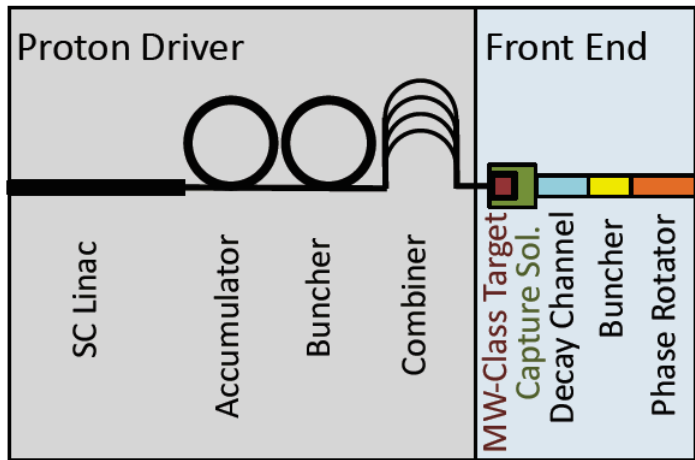 Proton Driver
Front End
SC Linac
Accumulator
Buncher
Combiner
MW-Class Target
Capture Sol.
Decay Channel
Buncher
Phase Rotator